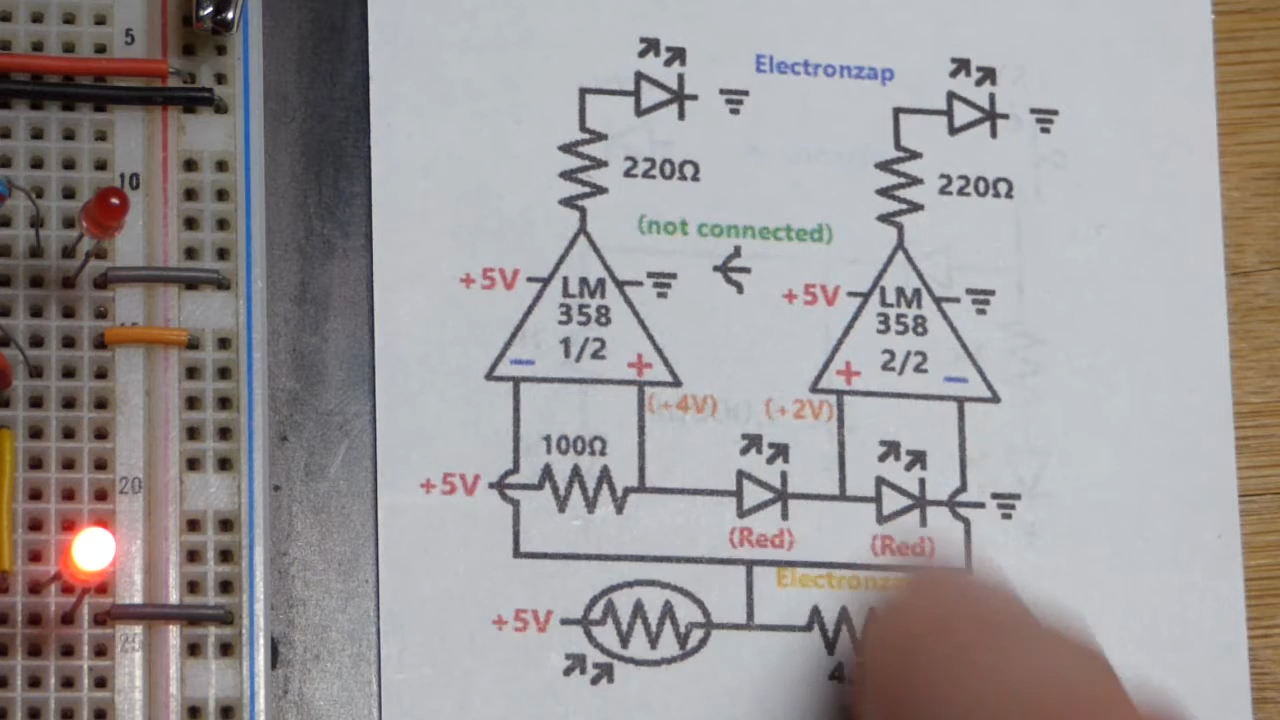 5
10
20
25
Electronzap
220Ω
220Ω
(not connected)
+5V
LM
358
1/2
− +
+5V
LM
358
2/2
+ −
(+4V)
(+2V)
100Ω
+5V
(Red)
(Red)
+5V